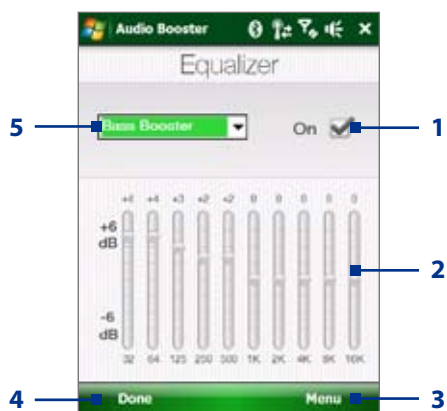 Audio Booster
Equalizer
5
Bass Booster
On
1
+4 +4 +3 +2 +2 0 0 0 0 0
+6
dB
2
-6
dB
32 64 125 250 500 1K 2K 4K 8K 16K
4
Done
Menu
3